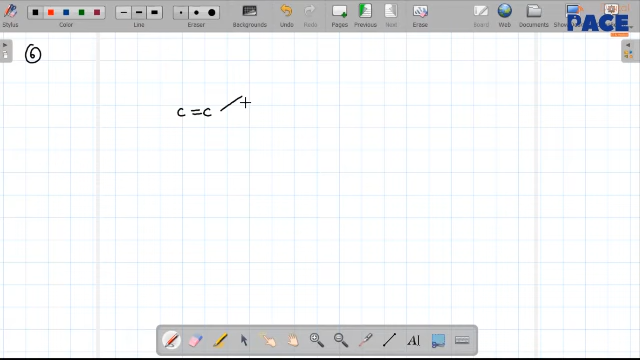 Stylus Color Line Eraser Backgrounds Undo Redo Pages Previous Next Erase Board Web Documents
PACE
6
c=c
A